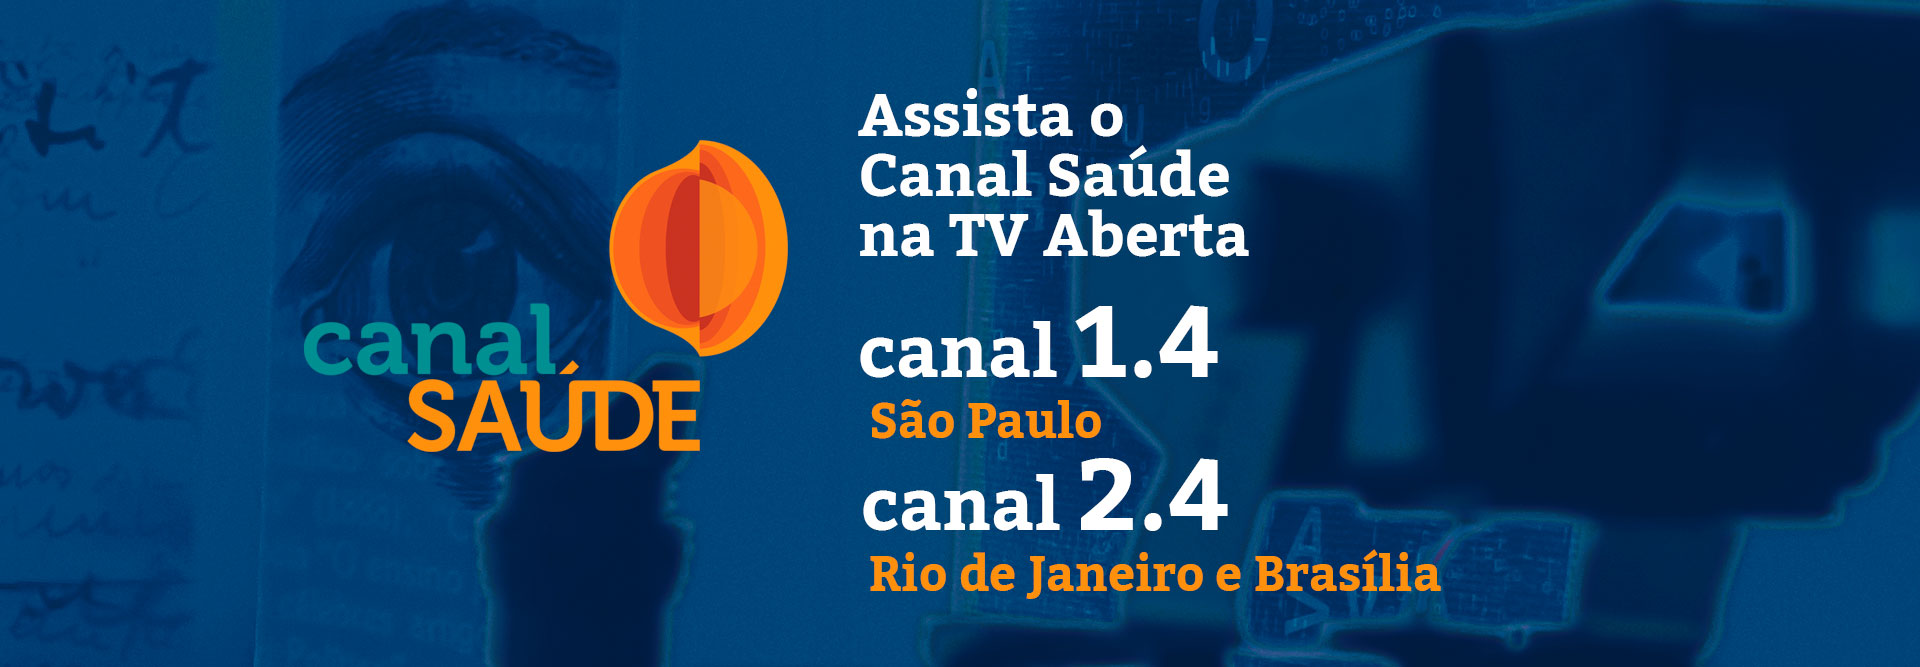 canal
SAÚDE
Assista o
Canal Saúde
na TV Aberta
canal 1.4
São Paulo
canal 2.4
Rio de Janeiro e Brasília